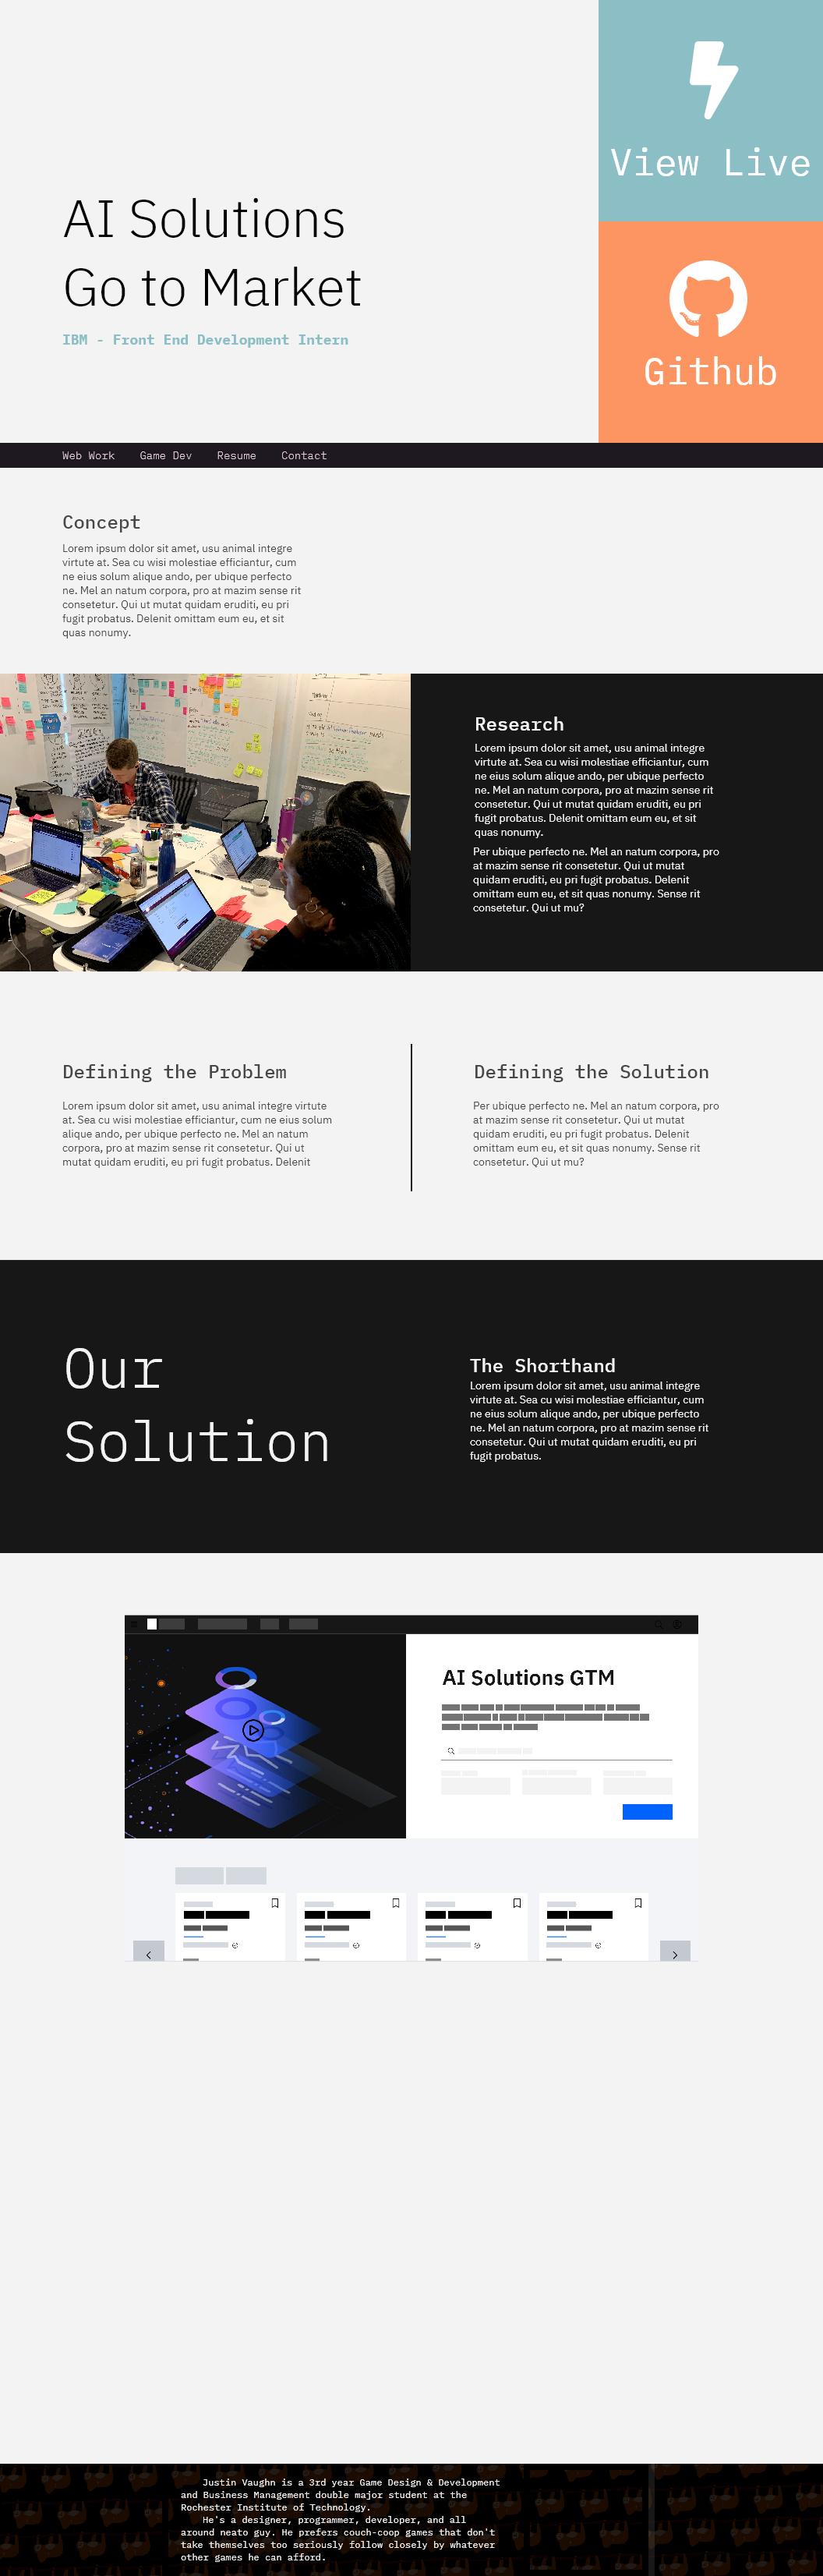 View Live
AI Solutions
Go to Market
IBM - Front End Development Intern
Github
Web Work Game Dev Resume Contact
Concept
Lorem ipsum dolor sit amet, usu animal integre
virtute at. Sea cu wisi molestiae efficiantur, cum
ne eius solum alique ando, per ubique perfecto
ne. Mel an natum corpora, pro at mazim sense rit
consetetur. Qui ut mutat quidam eruditi, eu pri
fugit probatus. Delenit omittam eum eu, et sit
quas nonumy.
Research
Lorem ipsum dolor sit amet, usu animal integre
virtute at. Sea cu wisi molestiae efficiantur, cum
ne eius solum alique ando, per ubique perfecto
ne. Mel an natum corpora, pro at mazim sense rit
consetetur. Qui ut mutat quidam eruditi, eu pri
fugit probatus. Delenit omittam eum eu, et sit
quas nonumy.
Per ubique perfecto ne. Mel an natum corpora, pro
at mazim sense rit consetetur. Qui ut mutat
quidam eruditi, eu pri fugit probatus. Delenit
omittam eum eu, et sit quas nonumy. Sense rit
consetetur. Qui ut mu?
Defining the Problem
Lorem ipsum dolor sit amet, usu animal integre virtute
at. Sea cu wisi molestiae efficiantur, cum ne eius solum
alique ando, per ubique perfecto ne. Mel an natum
corpora, pro at mazim sense rit consetetur. Qui ut
mutat quidam eruditi, eu pri fugit probatus. Delenit
Defining the Solution
Per ubique perfecto ne. Mel an natum corpora, pro
at mazim sense rit consetetur. Qui ut mutat
quidam eruditi, eu pri fugit probatus. Delenit
omittam eum eu, et sit quas nonumy. Sense rit
consetetur. Qui ut mu?
Our
Solution
The Shorthand
Lorem ipsum dolor sit amet, usu animal integre
virtute at. Sea cu wisi molestiae efficiantur, cum
ne eius solum alique ando, per ubique perfecto
ne. Mel an natum corpora, pro at mazim sense rit
consetetur. Qui ut mutat quidam eruditi, eu pri
fugit probatus.
AI Solutions GTM
Justin Vaughn is a 3rd year Game Design & Development
and Business Management double major student at the
Rochester Institute of Technology.
He's a designer, programmer, developer, and all
around neato guy. He prefers couch-coop games that don't
take themselves too seriously follow closely by whatever
other games he can afford.